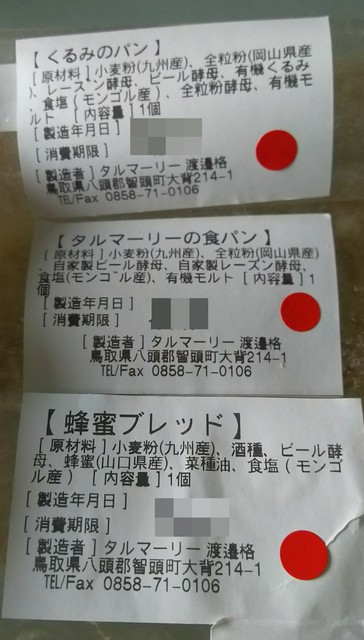 【 くるみのパン 】
[ 原材料 ] 小麦粉(九州産)、全粒粉(岡山県産
)、レーズン酵母、ビール酵母、有機くるみ
、食塩 ( モンゴル産 ) 、全粒粉酵母、有機モ
ルト [ 内容量 ] 1個
[ 製造年月日 ]
[ 消費期限 ]
[ 製造者 ] タルマーリー 渡邉格
鳥取県八頭郡智頭町大背214-1
TEL/Fax 0858-71-0106
【 タルマーリーの食パン 】
[ 原材料 ] 小麦粉(九州産)、全粒粉(岡山県産)
、自家製ビール酵母、自家製レーズン酵母、
食塩(モンゴル産)、有機モルト [ 内容量 ] 1
個
[ 製造年月日 ]
[ 消費期限 ]
[ 製造者 ] タルマーリー 渡邉格
鳥取県八頭郡智頭町大背214-1
TEL/Fax 0858-71-0106
【 蜂蜜ブレッド 】
[ 原材料 ] 小麦粉(九州産)、酒種、ビール酵
母、蜂蜜(山口県産)、菜種油、食塩 ( モンゴ
ル産 ) [ 内容量 ] 1個
[ 製造年月日 ]
[ 消費期限 ]
[ 製造者 ] タルマーリー 渡邉格
鳥取県八頭郡智頭町大背214-1
TEL/Fax 0858-71-0106